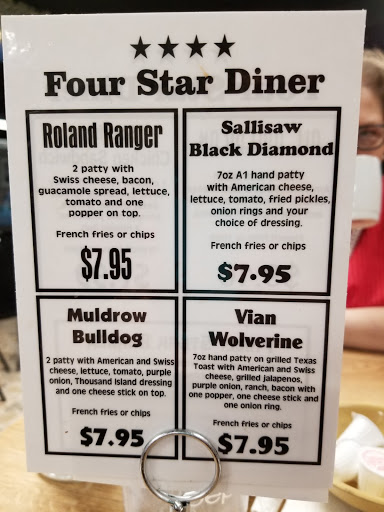 ★★★★
Four Star Diner
Roland Ranger
2 patty with
Swiss cheese, bacon,
guacamole spread, lettuce,
tomato and one
popper on top.
French fries or chips
$7.95
Sallisaw
Black Diamond
7oz A1 hand patty
with American cheese,
lettuce, tomato, fried pickles,
onion rings and your
choice of dressing.
French fries or chips
$7.95
Muldrow
Bulldog
2 patty with American and Swiss
cheese, lettuce, tomato, purple
onion, Thousand Island dressing
and one cheese stick on top.
French fries or chips
$7.95
Vian
Wolverine
7oz hand patty on grilled Texas
Toast with American and Swiss
cheese, grilled jalapenos,
purple onion, ranch, bacon with
one popper, one cheese stick and
one onion ring.
French fries or chips
$7.95